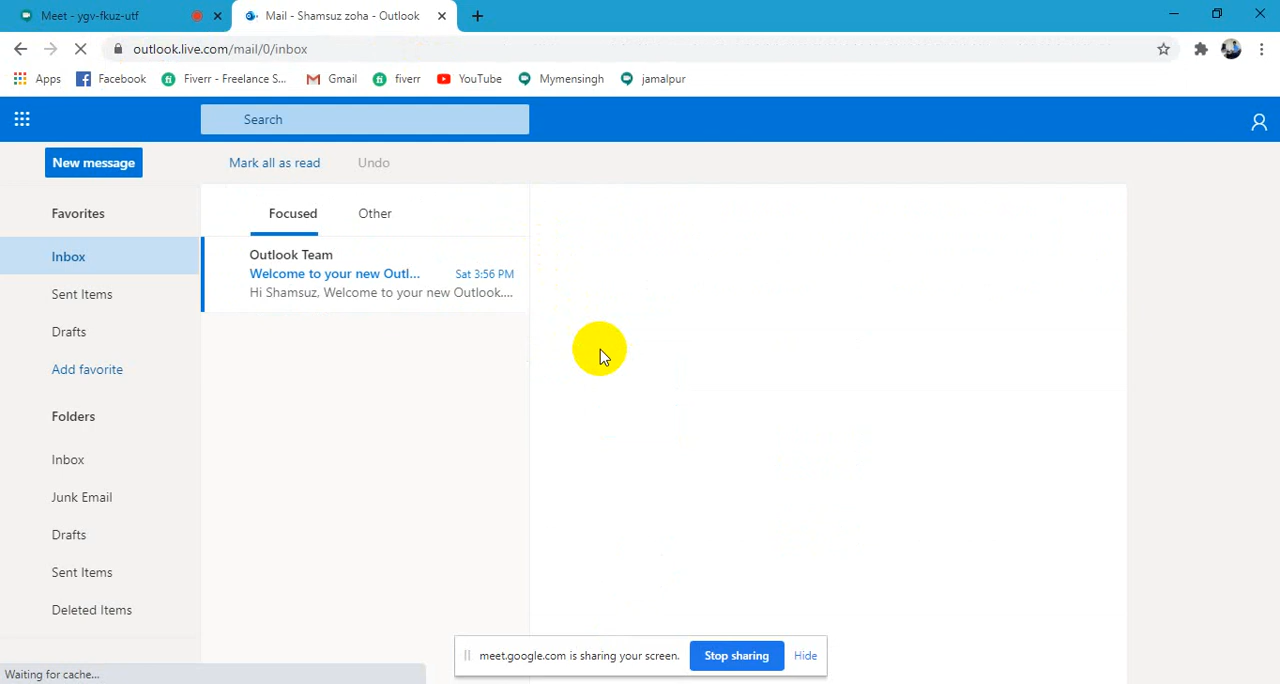 Meet - ygv-fkuz-utf
Mail - Shamsuz zoha - Outlook
outlook.live.com/mail/0/inbox
Apps
Facebook
Fiverr - Freelance S...
Gmail
fiverr
YouTube
Mymensingh
jamalpur
Search
New message
Mark all as read
Undo
Favorites
Inbox
Sent Items
Drafts
Add favorite
Folders
Inbox
Junk Email
Drafts
Sent Items
Deleted Items
Focused
Other
Outlook Team
Welcome to your new Outl...
Sat 3:56 PM
Hi Shamsuz, Welcome to your new Outlook....
meet.google.com is sharing your screen.
Stop sharing
Hide
Waiting for cache...